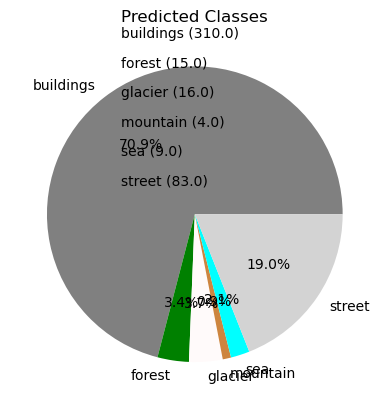 Predicted Classes
buildings (310.0)
forest (15.0)
buildings
glacier (16.0)
mountain (4.0)
70.9%
sea (9.0)
street (83.0)
19.0%
3.4%
street
sea
mountain
forest
glacier